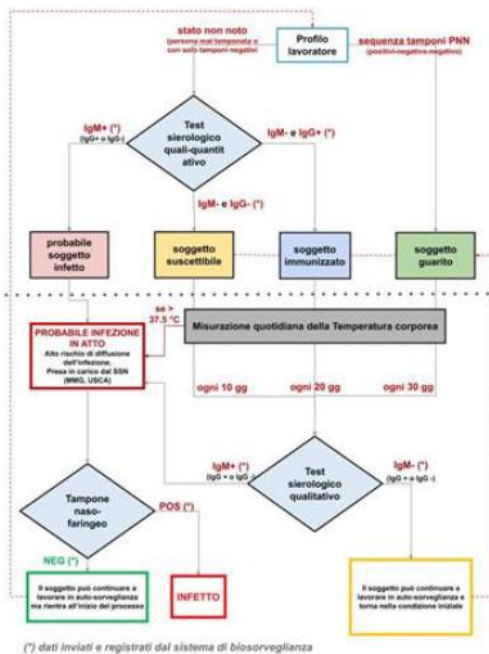 stato non noto
(persona mai tamponata o
con solo tamponi negativi)
Profilo
lavoratore
sequenza tamponi PNN
(positivi-negativo-negativo)
IgM+ (*)
(IgG+ o IgG-)
Test
sierologico
quali-quantit
ativo
IgM- e IgG+ (*)
IgM- e IgG- (*)
probabile
soggetto
infetto
soggetto
suscettibile
soggetto
immunizzato
soggetto
guarito
se >
37.5 °C
Misurazione quotidiana della Temperatura corporea
PROBABILE INFEZIONE
IN ATTO
Alto rischio di diffusione
dell'infezione.
Presa in carico dal SSN
(MMG, USCA)
ogni 10 gg
ogni 20 gg
ogni 30 gg
IgM+ (*)
(IgG + o IgG -)
Test
sierologico
qualitativo
IgM- (*)
(IgG + o IgG -)
Tampone
naso-
faringeo
POS (*)
NEG (*)
Il soggetto può continuare a
lavorare in auto-sorveglianza
ma rientra all'inizio del processo
INFETTO
Il soggetto può continuare a
lavorare in auto-sorveglianza e
torna nella condizione iniziale
(*) dati inviati e registrati dal sistema di biosorveglianza